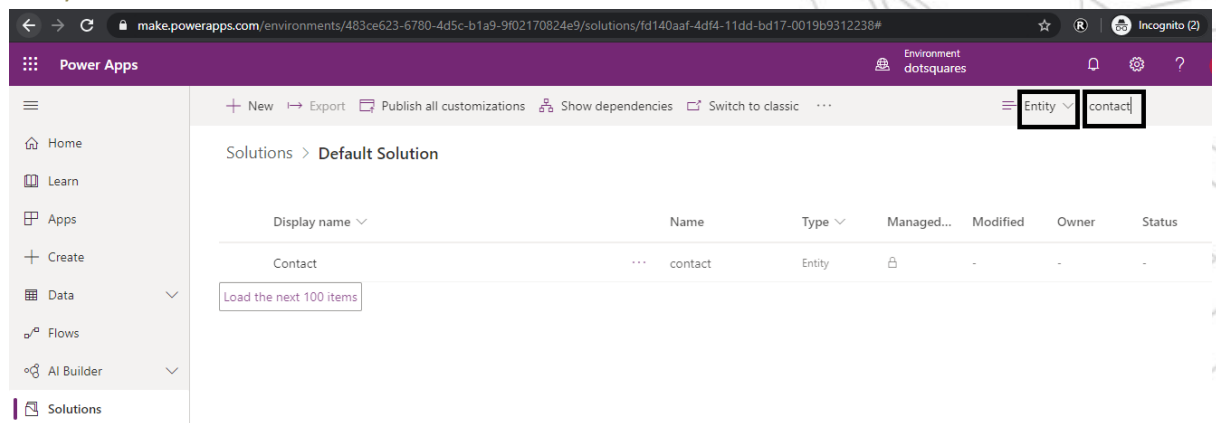 make.powerapps.com/environments/483ce623-6780-4d5c-b1a9-9f02170824e9/solutions/fd140aaf-4df4-11dd-bd17-0019b9312238# Incognito (2)
Power Apps
Environment
dotsquares
New Export Publish all customizations Show dependencies Switch to classic ··· Entity contact
Home
Solutions > Default Solution
Learn
Apps
Display name Name Type Managed... Modified Owner Status
Create
Contact ··· contact Entity - - -
Data
Load the next 100 items
Flows
AI Builder
Solutions